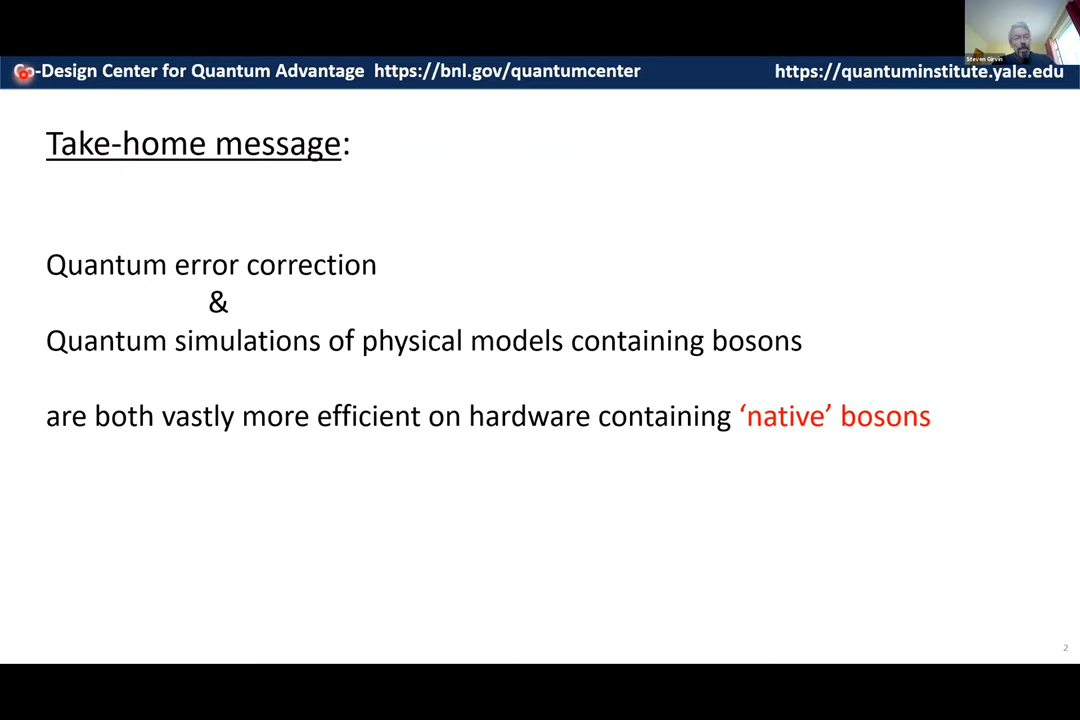 Steven Girvin
Co-Design Center for Quantum Advantage https://bnl.gov/quantumcenter https://quantuminstitute.yale.edu
Take-home message:
Quantum error correction
&
Quantum simulations of physical models containing bosons
are both vastly more efficient on hardware containing ‘native’ bosons
2